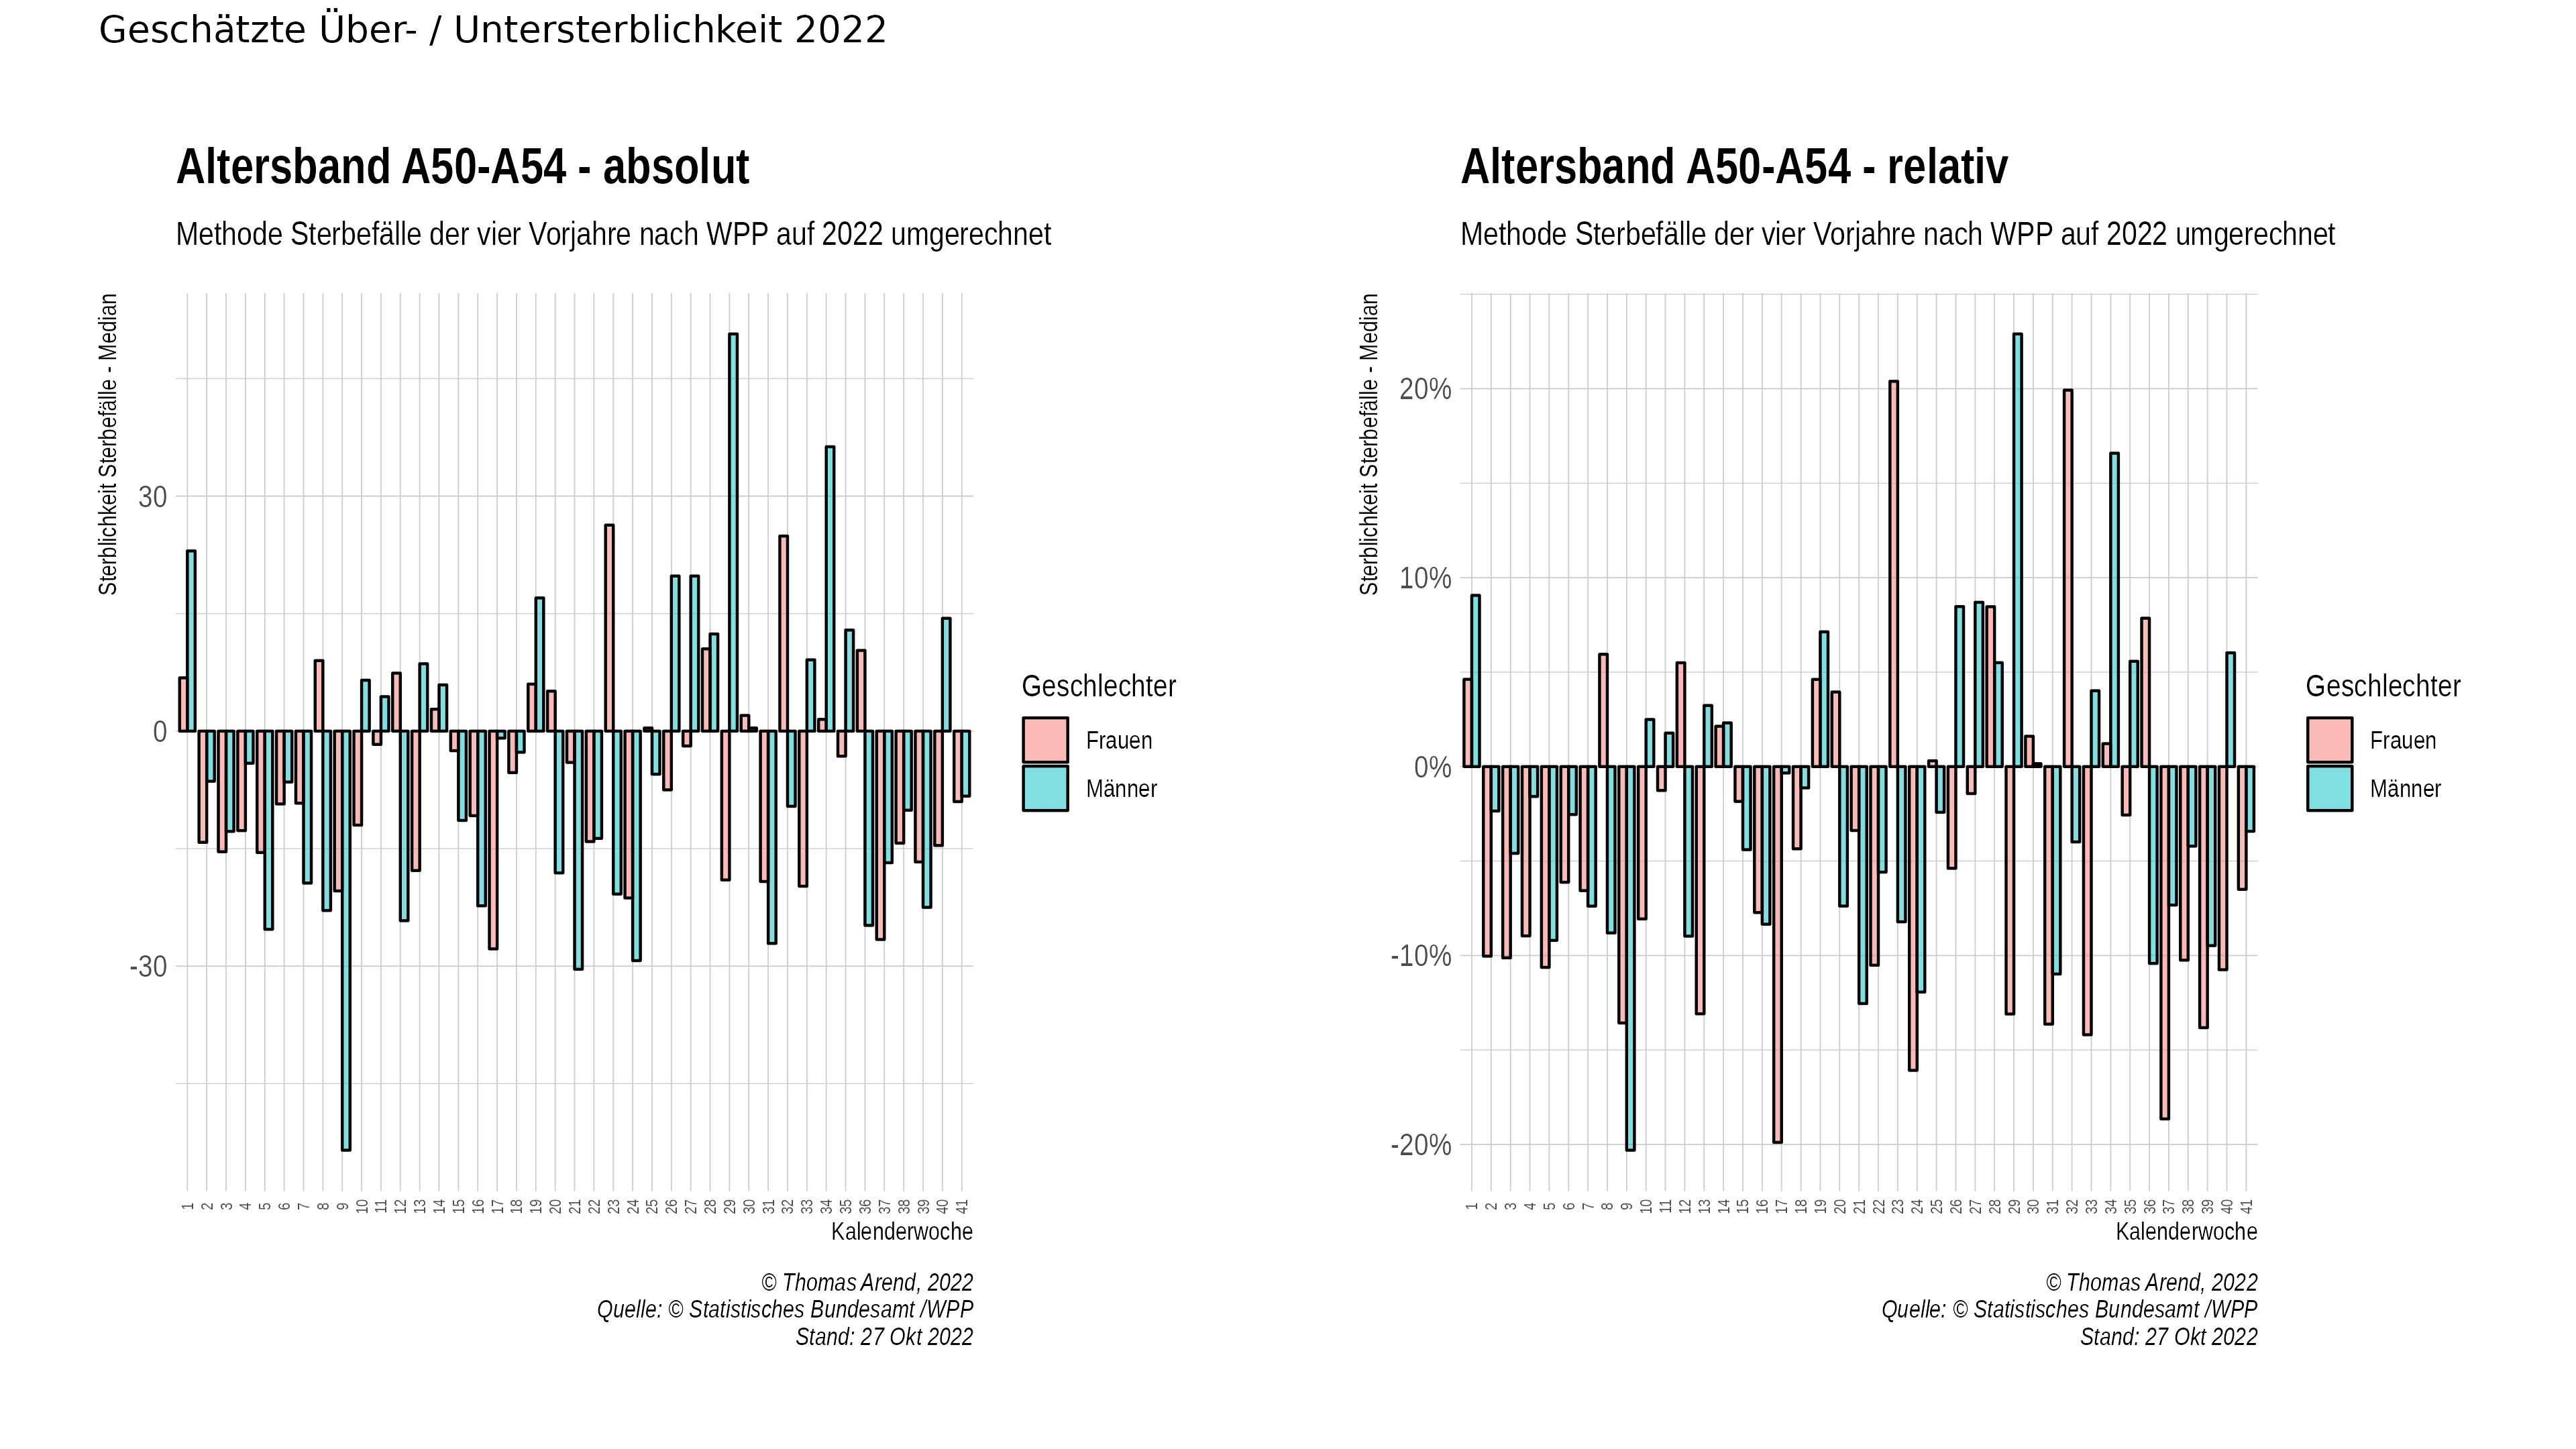 Geschätzte Über- / Untersterblichkeit 2022
Altersband A50-A54 - absolut
Methode Sterbefälle der vier Vorjahre nach WPP auf 2022 umgerechnet
Sterblichkeit Sterbefälle - Median
30
0
-30
1 2 3 4 5 6 7 8 9 10 11 12 13 14 15 16 17 18 19 20 21 22 23 24 25 26 27 28 29 30 31 32 33 34 35 36 37 38 39 40 41
Kalenderwoche
Geschlechter
Frauen
Männer
© Thomas Arend, 2022
Quelle: © Statistisches Bundesamt /WPP
Stand: 27 Okt 2022
Altersband A50-A54 - relativ
Methode Sterbefälle der vier Vorjahre nach WPP auf 2022 umgerechnet
Sterblichkeit Sterbefälle - Median
20%
10%
0%
-10%
-20%
1 2 3 4 5 6 7 8 9 10 11 12 13 14 15 16 17 18 19 20 21 22 23 24 25 26 27 28 29 30 31 32 33 34 35 36 37 38 39 40 41
Kalenderwoche
Geschlechter
Frauen
Männer
© Thomas Arend, 2022
Quelle: © Statistisches Bundesamt /WPP
Stand: 27 Okt 2022